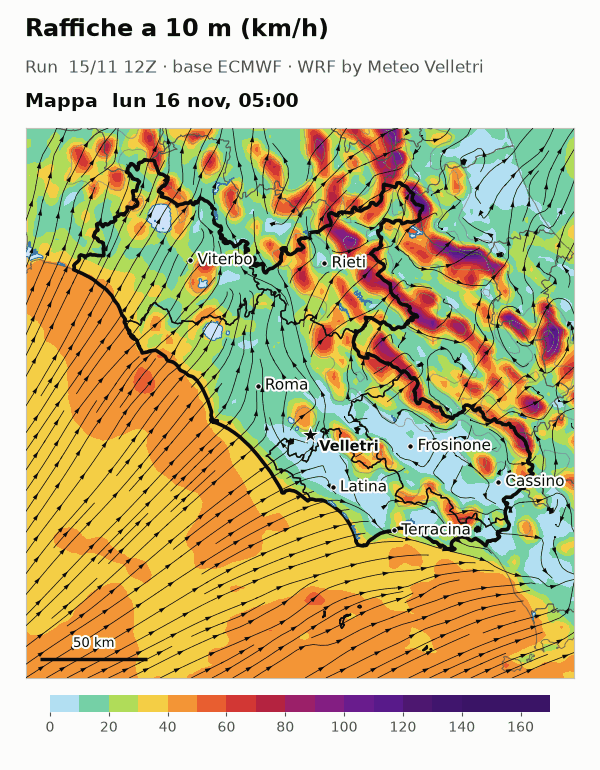 Raffiche a 10 m (km/h)
Run  15/11 12Z · base ECMWF · WRF by Meteo Velletri
Mappa  lun 16 nov, 05:00
Viterbo
Rieti
Roma
Velletri
Frosinone
Latina
Cassino
Terracina
50 km
0 20 40 60 80 100 120 140 160